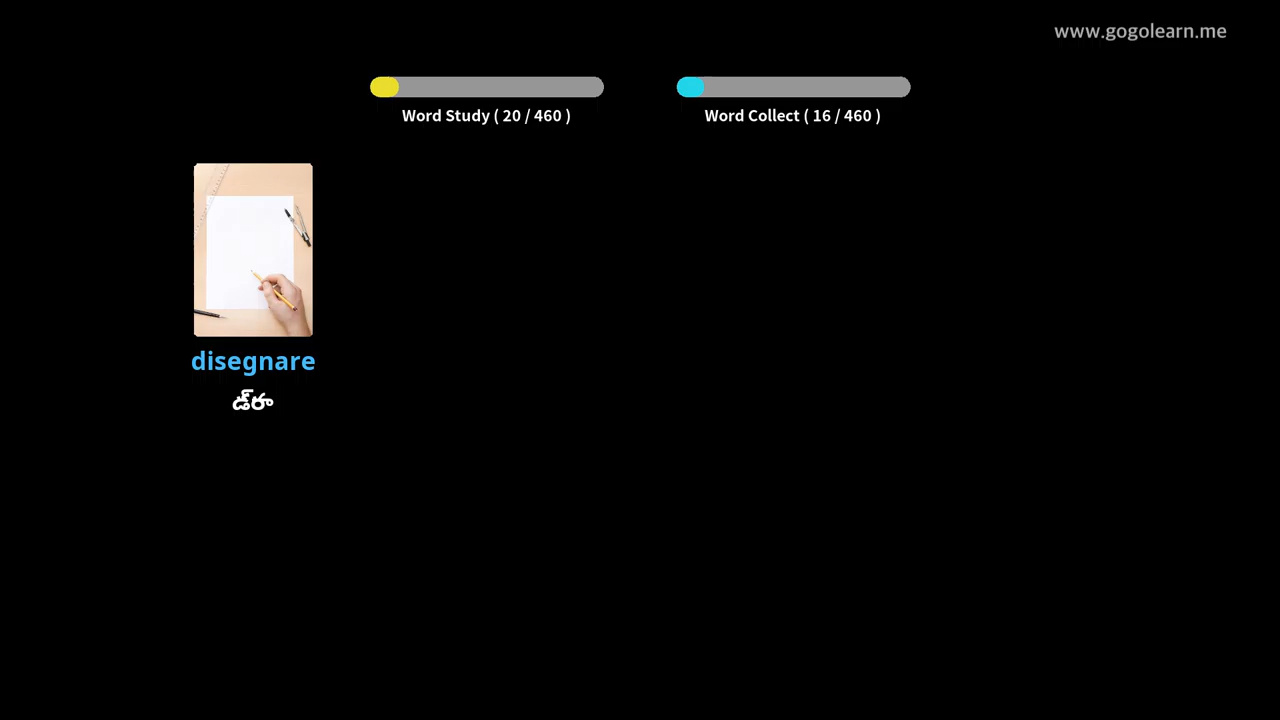 www.gogolearn.me
Word Study ( 20 / 460 )
Word Collect ( 16 / 460 )
disegnare
డ్‌రా